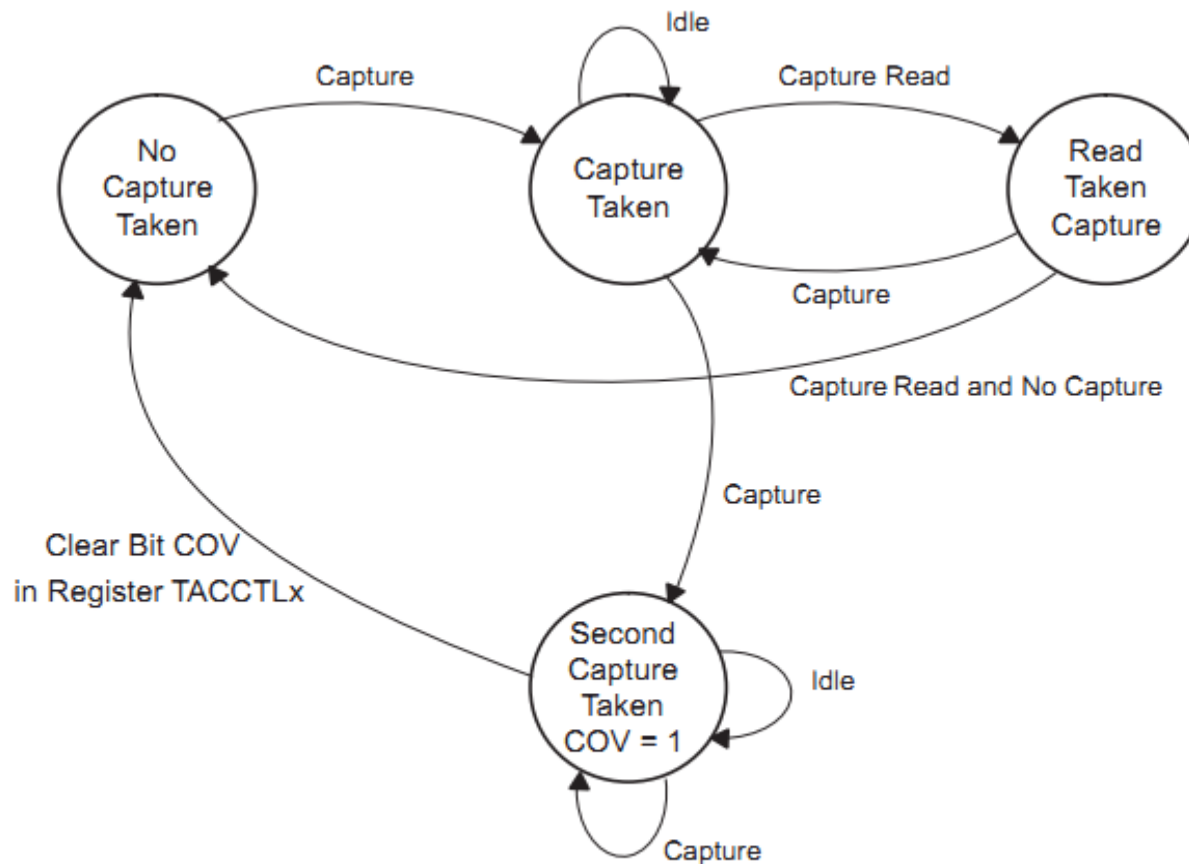 Idle
Capture
Capture Read
No
Capture
Taken
Capture
Taken
Read
Taken
Capture
Capture
Capture Read and No Capture
Capture
Clear Bit COV
in Register TACCTLx
Second
Capture
Taken
COV = 1
Idle
Capture